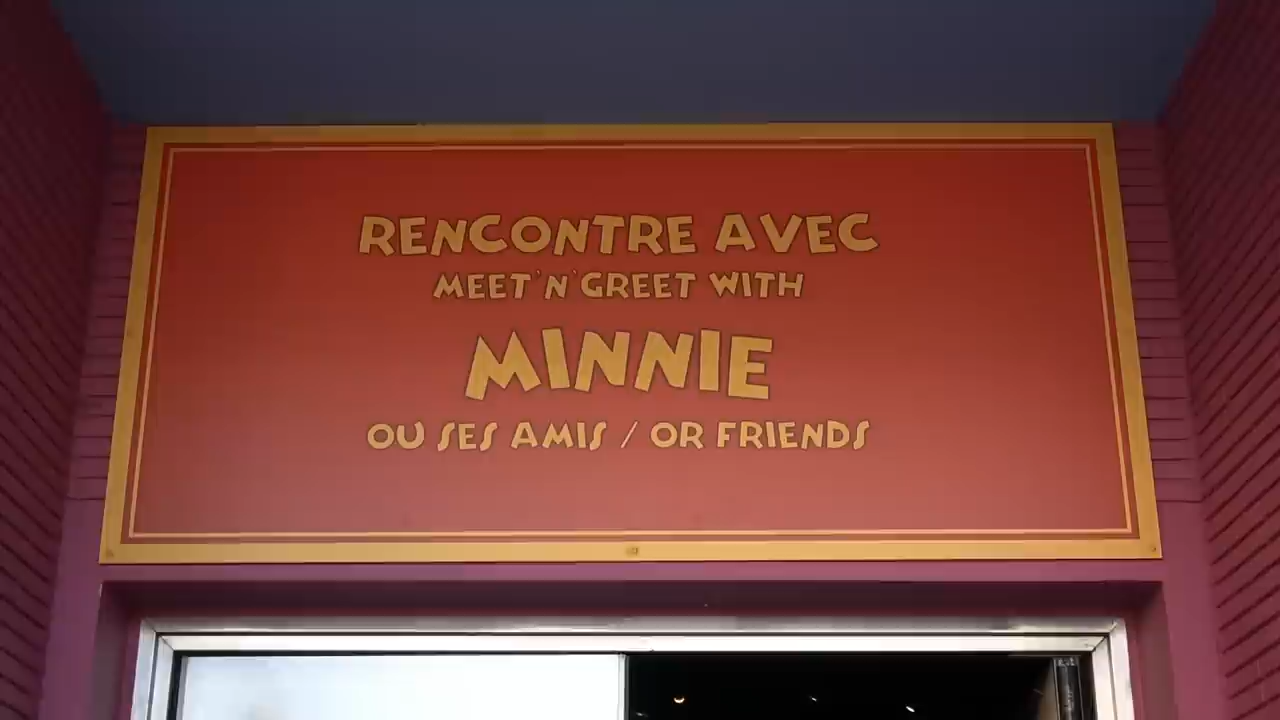 RENCONTRE AVEC
MEET'N'GREET WITH
MINNIE
OU SES AMIS / OR FRIENDS